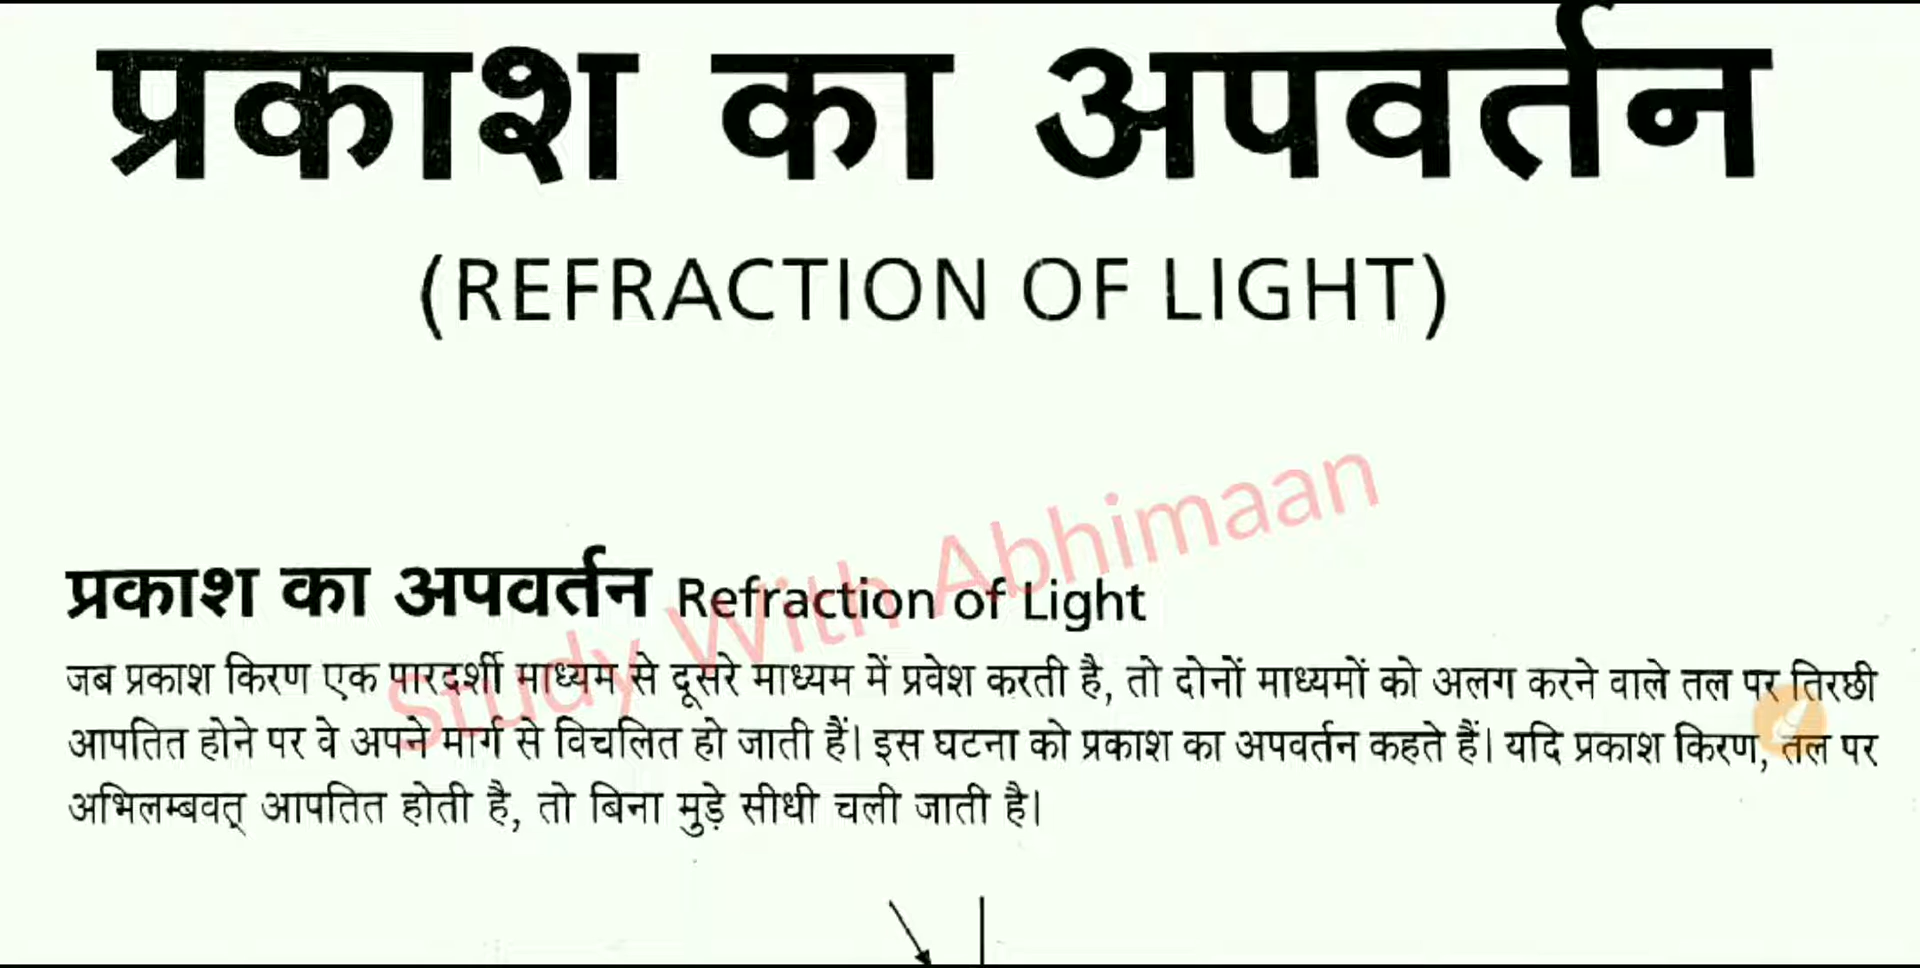 प्रकाश का अपवर्तन
(REFRACTION OF LIGHT)
Study With Abhimaan
प्रकाश का अपवर्तन Refraction of Light
जब प्रकाश किरण एक पारदर्शी माध्यम से दूसरे माध्यम में प्रवेश करती है, तो दोनों माध्यमों को अलग करने वाले तल पर तिरछी
आपतित होने पर वे अपने मार्ग से विचलित हो जाती हैं। इस घटना को प्रकाश का अपवर्तन कहते हैं। यदि प्रकाश किरण, तल पर
अभिलम्बवत् आपतित होती है, तो बिना मुड़े सीधी चली जाती है।